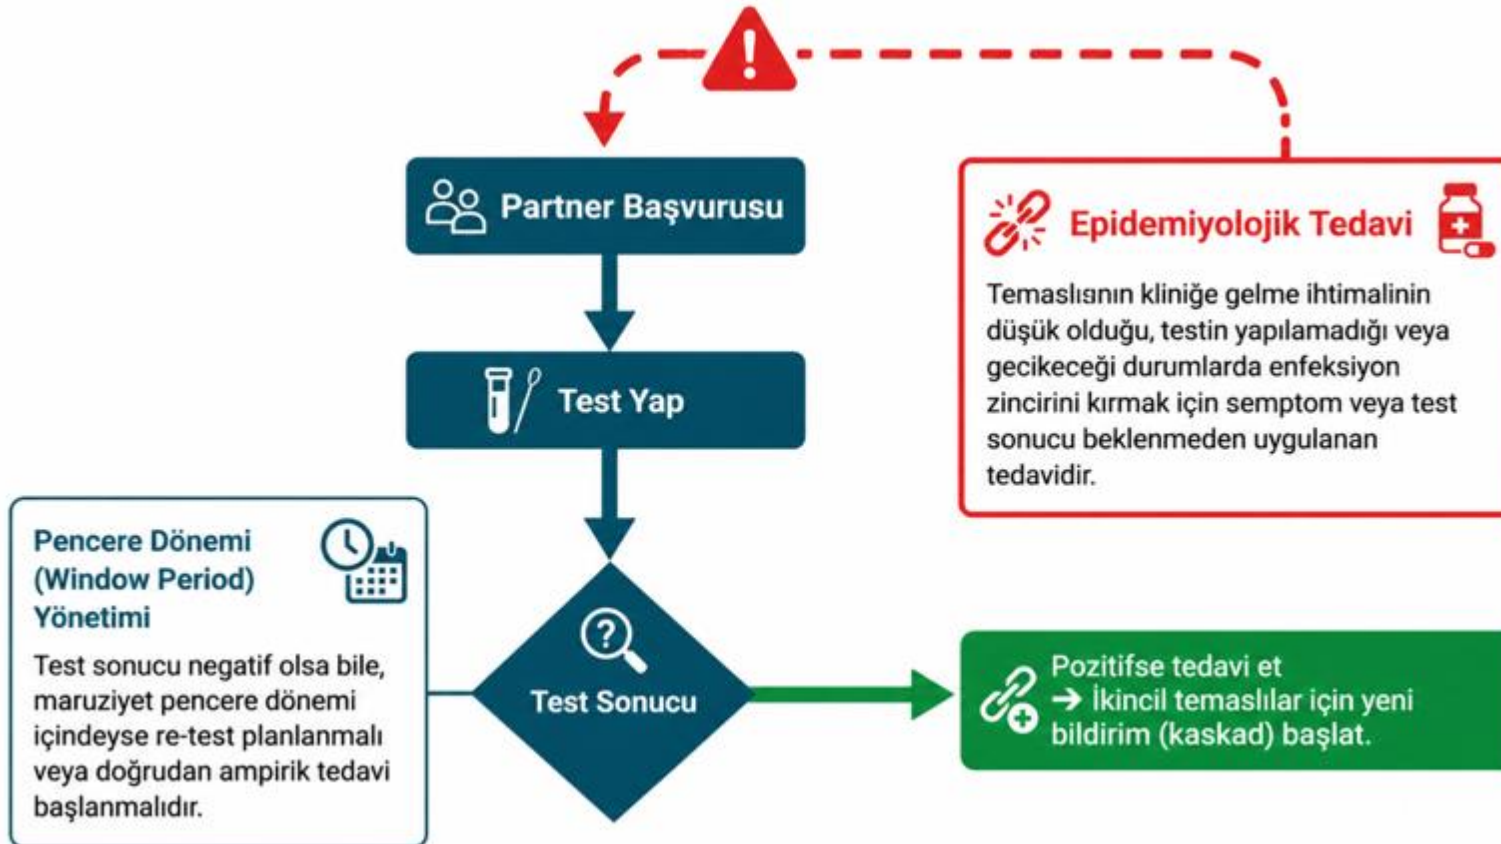 Partner Başvurusu
Epidemiyolojik Tedavi
Temaslısnın kliniğe gelme ihtimalinin
düşük olduğu, testin yapılamadığı veya
gecikeceği durumlarda enfeksiyon
zincirini kırmak için semptom veya test
sonucu beklenmeden uygulanan
tedavidir.
Test Yap
Pencere Dönemi
(Window Period)
Yönetimi
Test sonucu negatif olsa bile,
maruziyet pencere dönemi
içindeyse re-test planlanmalı
veya doğrudan ampirik tedavi
başlanmalıdır.
?
Test Sonucu
Pozitifse tedavi et
→ İkincil temaslılar için yeni
bildirim (kaskad) başlat.